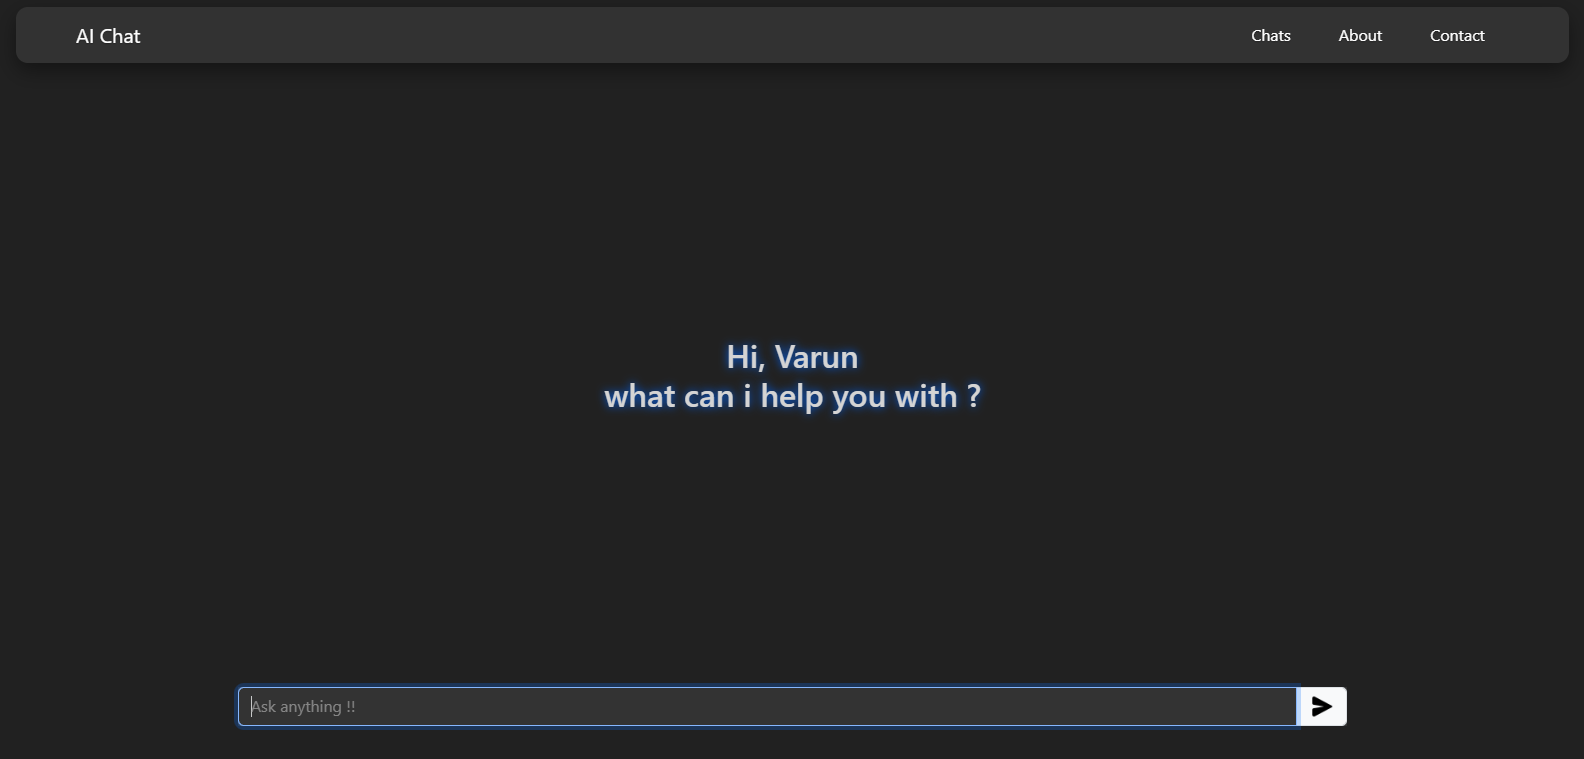 AI Chat
Chats
About
Contact
Hi, Varun
what can i help you with ?
Ask anything !!